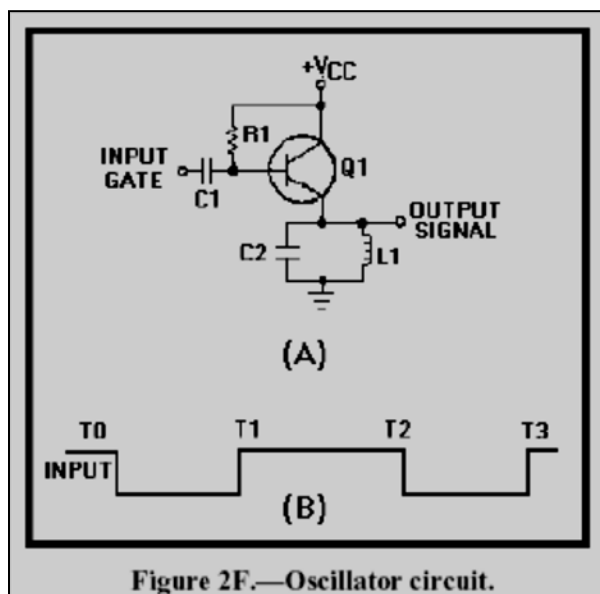 +VCC
R1
INPUT
GATE
C1
Q1
OUTPUT
SIGNAL
C2
L1
(A)
T0
T1
T2
T3
INPUT
(B)
Figure 2F.—Oscillator circuit.